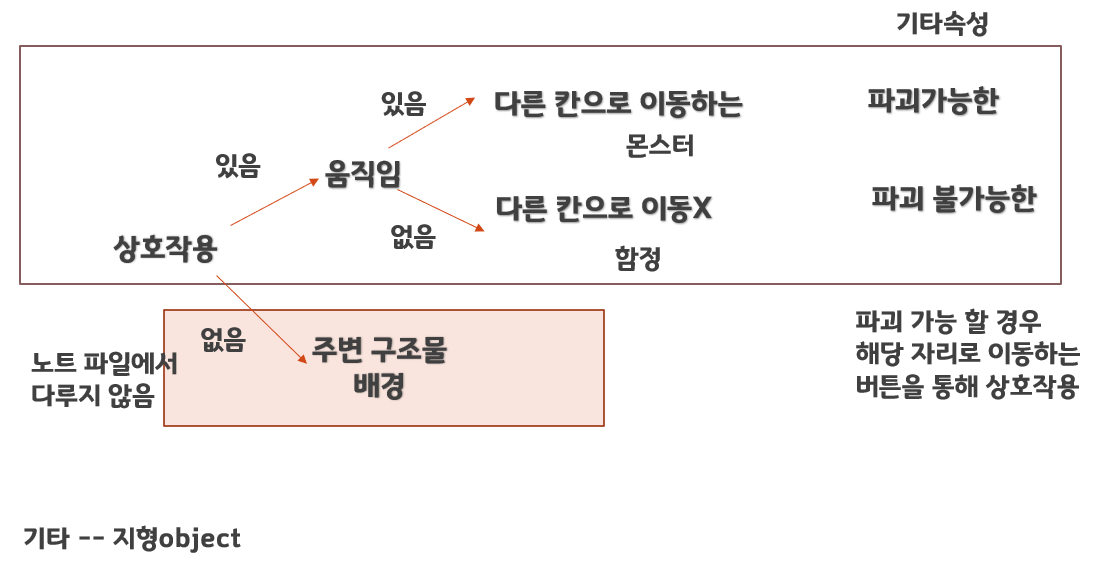 기타속성
있음
다른 칸으로 이동하는
파괴가능한
몬스터
있음
움직임
다른 칸으로 이동X
파괴 불가능한
없음
상호작용
함정
없음
주변 구조물
배경
노트 파일에서
다루지 않음
파괴 가능 할 경우
해당 자리로 이동하는
버튼을 통해 상호작용
기타 -- 지형object